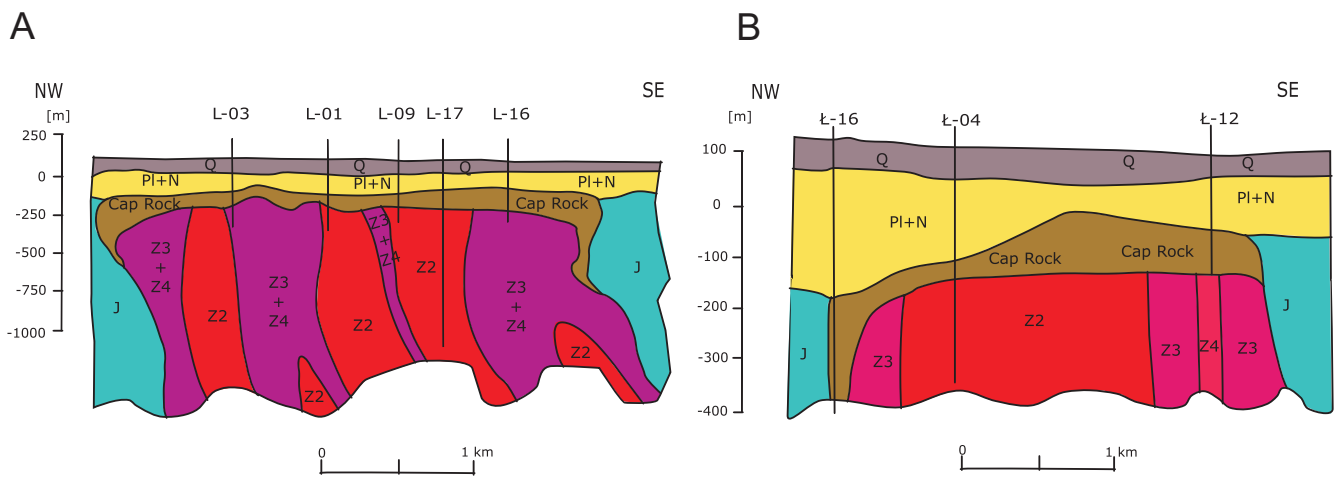 A
B
NW
SE
[m]
L-03
L-01
L-09
L-17
L-16
250
0
-250
-500
-750
-1000
Q
Q
Q
Pl+N
Pl+N
Pl+N
Cap Rock
Cap Rock
Z3
+
Z4
Z2
Z3
+
Z4
Z2
Z2
Z3
+
Z4
Z2
Z3
+
Z4
Z2
J
J
0
1 km
NW
SE
[m]
Ł-16
Ł-04
Ł-12
100
0
-100
-200
-300
-400
Q
Q
Q
Pl+N
Pl+N
Cap Rock
Cap Rock
J
Z3
Z2
Z3
Z4
Z3
J
0
1 km